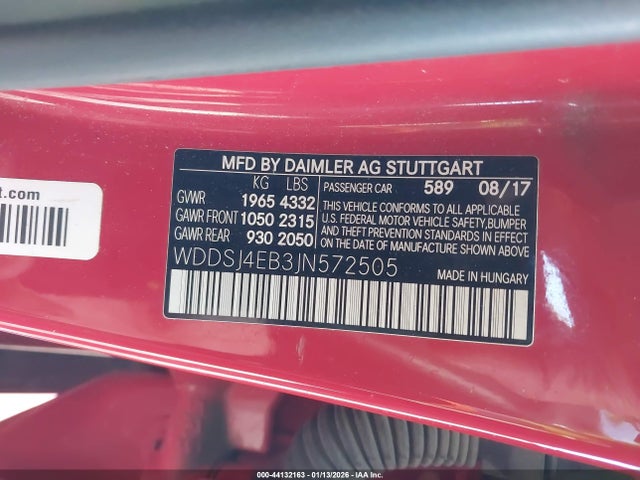 MFD BY DAIMLER AG STUTTGART
KG LBS
GVWR 1965 4332
GAWR FRONT 1050 2315
GAWR REAR 930 2050
PASSENGER CAR 589 08/17
THIS VEHICLE CONFORMS TO ALL APPLICABLE
U.S. FEDERAL MOTOR VEHICLE SAFETY, BUMPER
AND THEFT PREVENTION STANDARDS IN
EFFECT ON THE DATE OF MANUFACTURE
SHOWN ABOVE.
WDDSJ4EB3JN572505
MADE IN HUNGARY
t.com
000-44132163 - 01/13/2026 - IAA Inc.